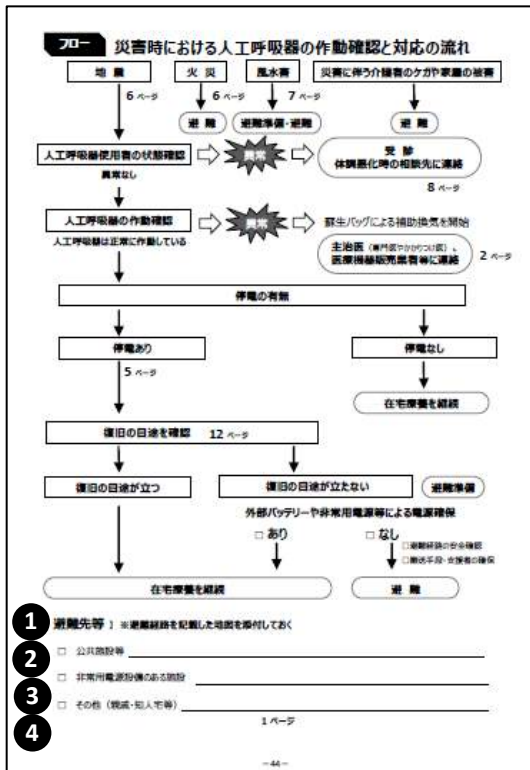 フロー 災害時における人工呼吸器の作動確認と対応の流れ
地 震 火 災 風水害 災害に伴う介護者のケガや家屋の被害
6 ページ 6 ページ 7 ページ
避 難 避難準備・避難 避 難
人工呼吸器使用者の状態確認 異常 受 診
体調悪化時の相談先に連絡
異常なし
8 ページ
人工呼吸器の作動確認 異常 蘇生バッグによる補助換気を開始
人工呼吸器は正常に作動している
主治医（専門医やかかりつけ医）、
医療機器販売業者等に連絡
2 ページ
停電の有無
停電あり 停電なし
5 ページ
在宅療養を継続
復旧の目途を確認 12 ページ
復旧の目途が立つ 復旧の目途が立たない 避難準備
外部バッテリーや非常用電源等による電源確保
□ あり □ なし
□避難経路の安全確認
□搬送手段・支援者の確保
在宅療養を継続 避 難
1 避難先等 ］ ※避難経路を記載した地図を添付しておく
2 □ 公共施設等
3 □ 非常用電源設備のある施設
4 □ その他（親戚・知人宅等）
1 ページ
－44－